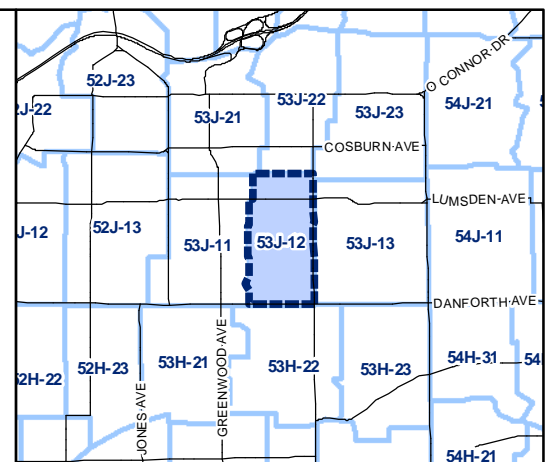 52J-23
O CONNOR DR
J-22
53J-21
53J-22
53J-23
54J-21
COSBURN AVE
LUMSDEN AVE
J-12
52J-13
53J-11
53J-12
53J-13
54J-11
DANFORTH AVE
GREENWOOD AVE
JONES AVE
52H-22
52H-23
53H-21
53H-22
53H-23
54H-31
54
54H-21